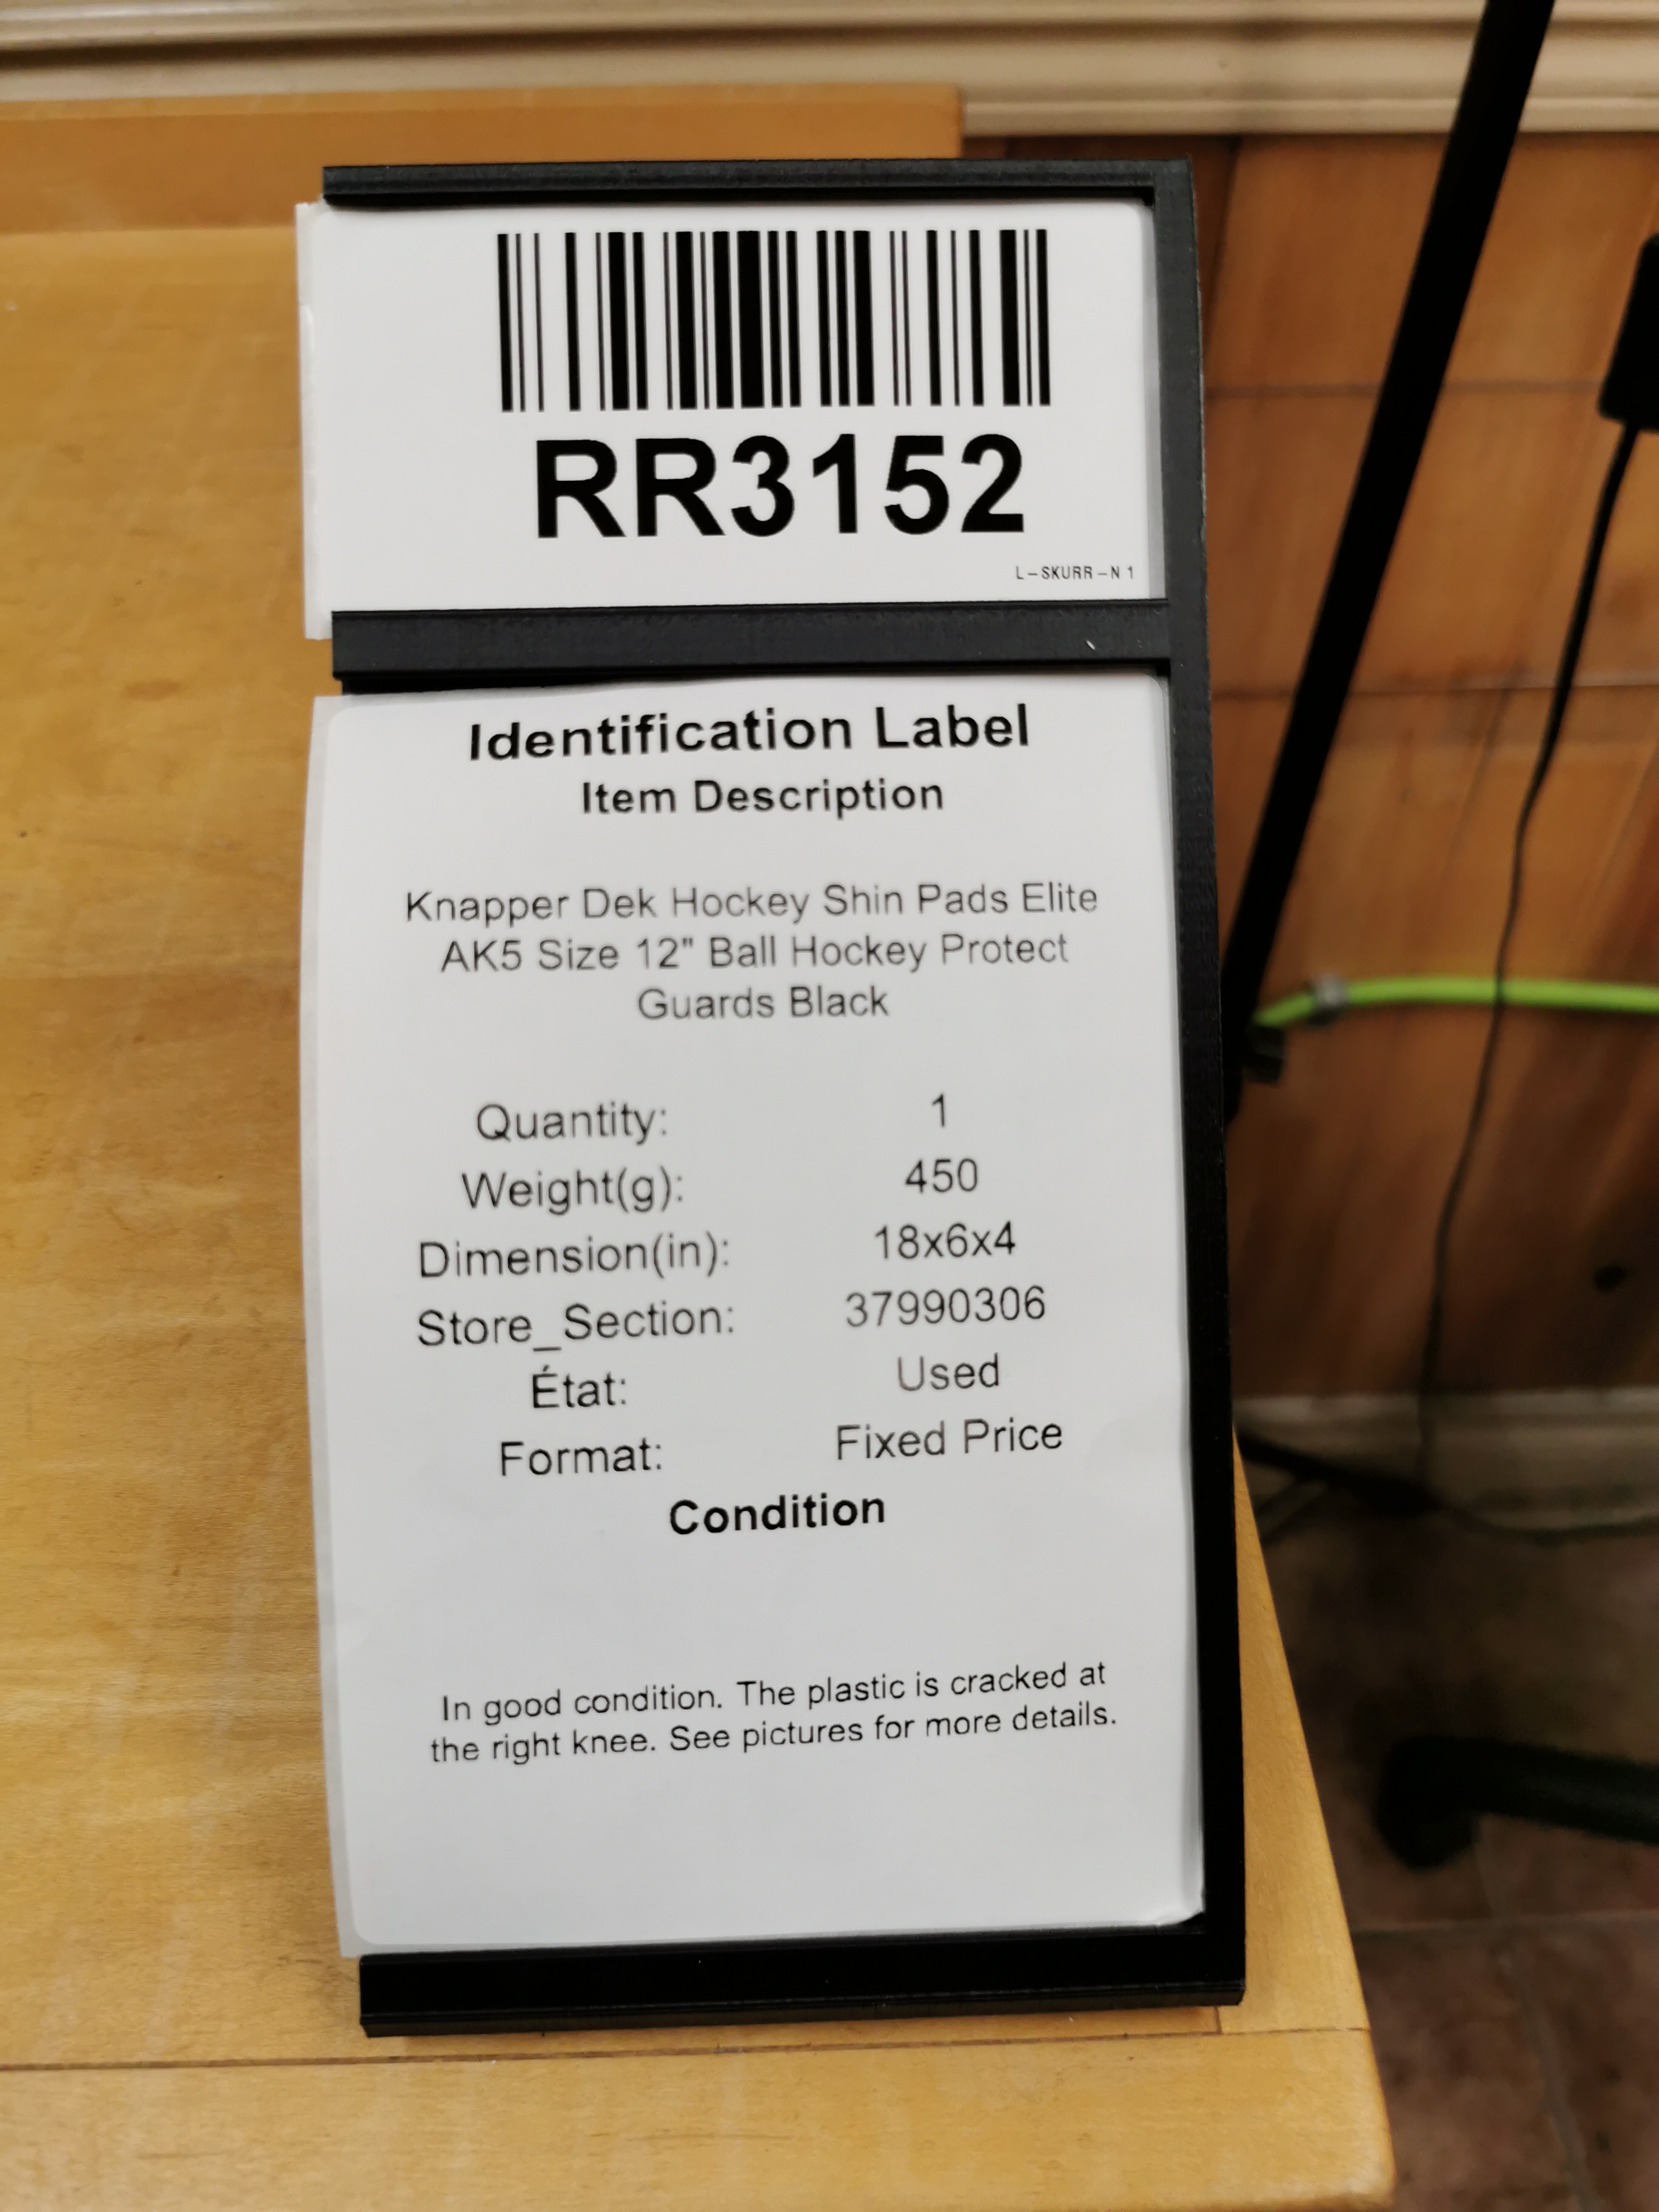 RR3152
L-SKURR-N 1
Identification Label
Item Description
Knapper Dek Hockey Shin Pads Elite
AK5 Size 12" Ball Hockey Protect
Guards Black
Quantity: 1
Weight(g): 450
Dimension(in): 18x6x4
Store_Section: 37990306
État: Used
Format: Fixed Price
Condition
In good condition. The plastic is cracked at
the right knee. See pictures for more details.